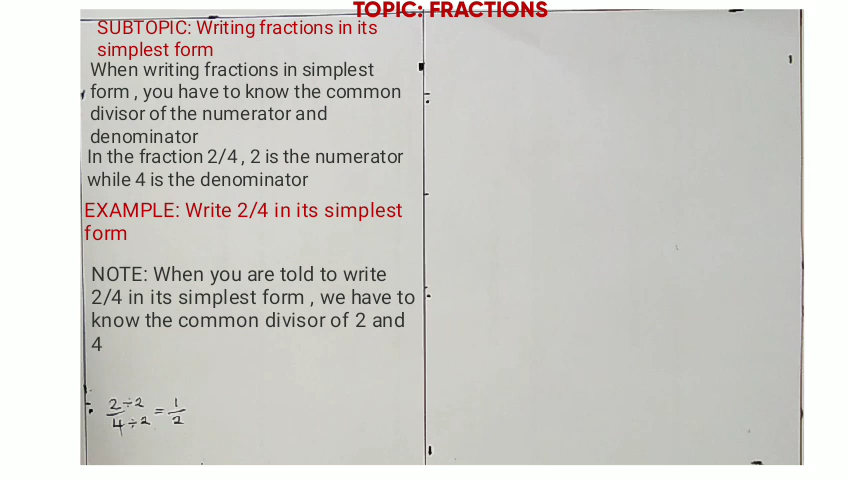 TOPIC: FRACTIONS
SUBTOPIC: Writing fractions in its
simplest form
When writing fractions in simplest
form , you have to know the common
divisor of the numerator and
denominator
In the fraction 2/4 , 2 is the numerator
while 4 is the denominator
EXAMPLE: Write 2/4 in its simplest
form
NOTE: When you are told to write
2/4 in its simplest form , we have to
know the common divisor of 2 and
4
2÷2 = 1
4÷2 2